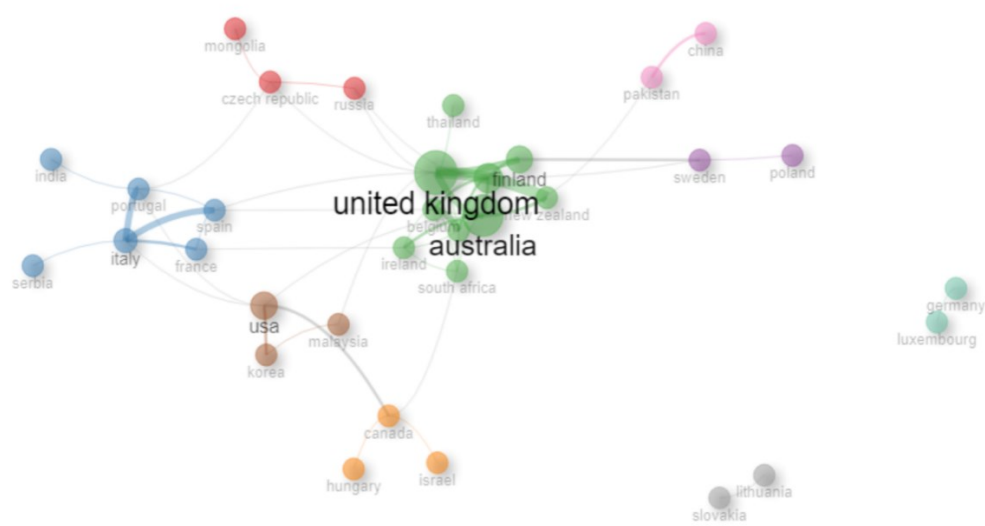 mongolia
china
czech republic
russia
pakistan
thailand
india
finland
sweden
poland
portugal
united kingdom
new zealand
spain
belgium
australia
italy
france
ireland
serbia
south africa
germany
usa
malaysia
luxembourg
korea
canada
hungary
israel
lithuania
slovakia